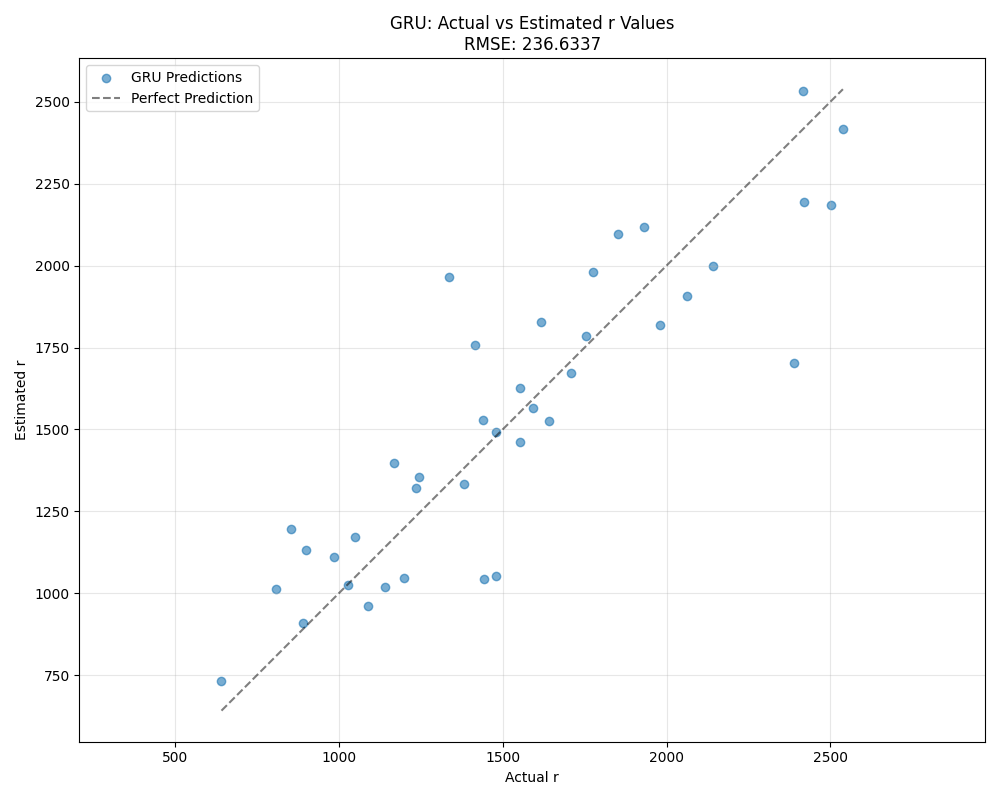 GRU: Actual vs Estimated r Values
RMSE: 236.6337
GRU Predictions
Perfect Prediction
2500
2250
2000
1750
1500
1250
1000
750
Estimated r
500
1000
1500
2000
2500
Actual r